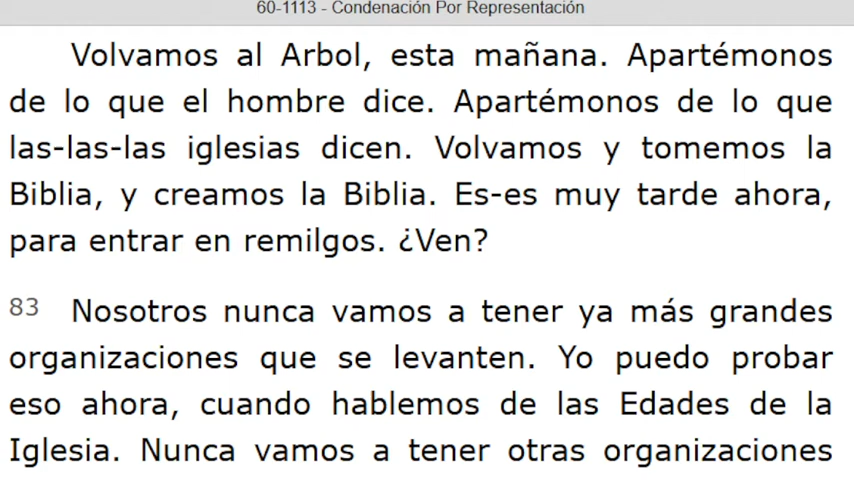 60-1113 - Condenación Por Representación
Volvamos al Arbol, esta mañana. Apartémonos
de lo que el hombre dice. Apartémonos de lo que
las-las-las iglesias dicen. Volvamos y tomemos la
Biblia, y creamos la Biblia. Es-es muy tarde ahora,
para entrar en remilgos. ¿Ven?
83 Nosotros nunca vamos a tener ya más grandes
organizaciones que se levanten. Yo puedo probar
eso ahora, cuando hablemos de las Edades de la
Iglesia. Nunca vamos a tener otras organizaciones